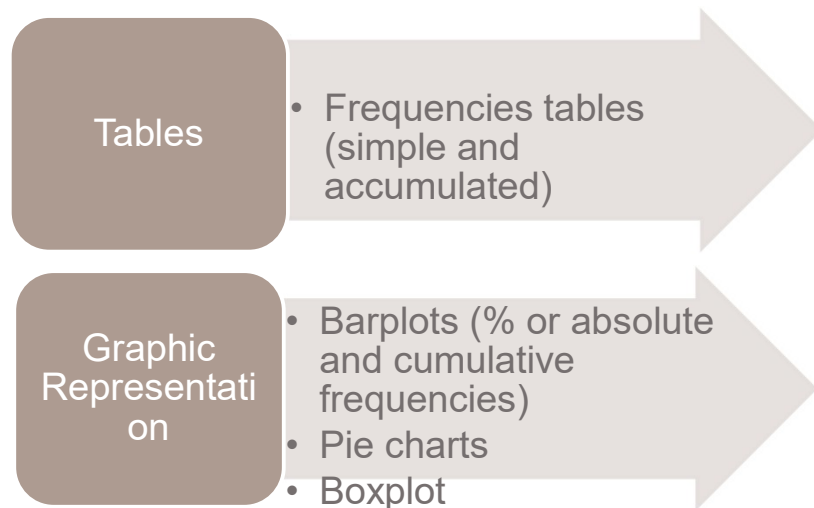 Tables
• Frequencies tables
(simple and
accumulated)
Graphic
Representati
on
• Barplots (% or absolute
and cumulative
frequencies)
• Pie charts
• Boxplot